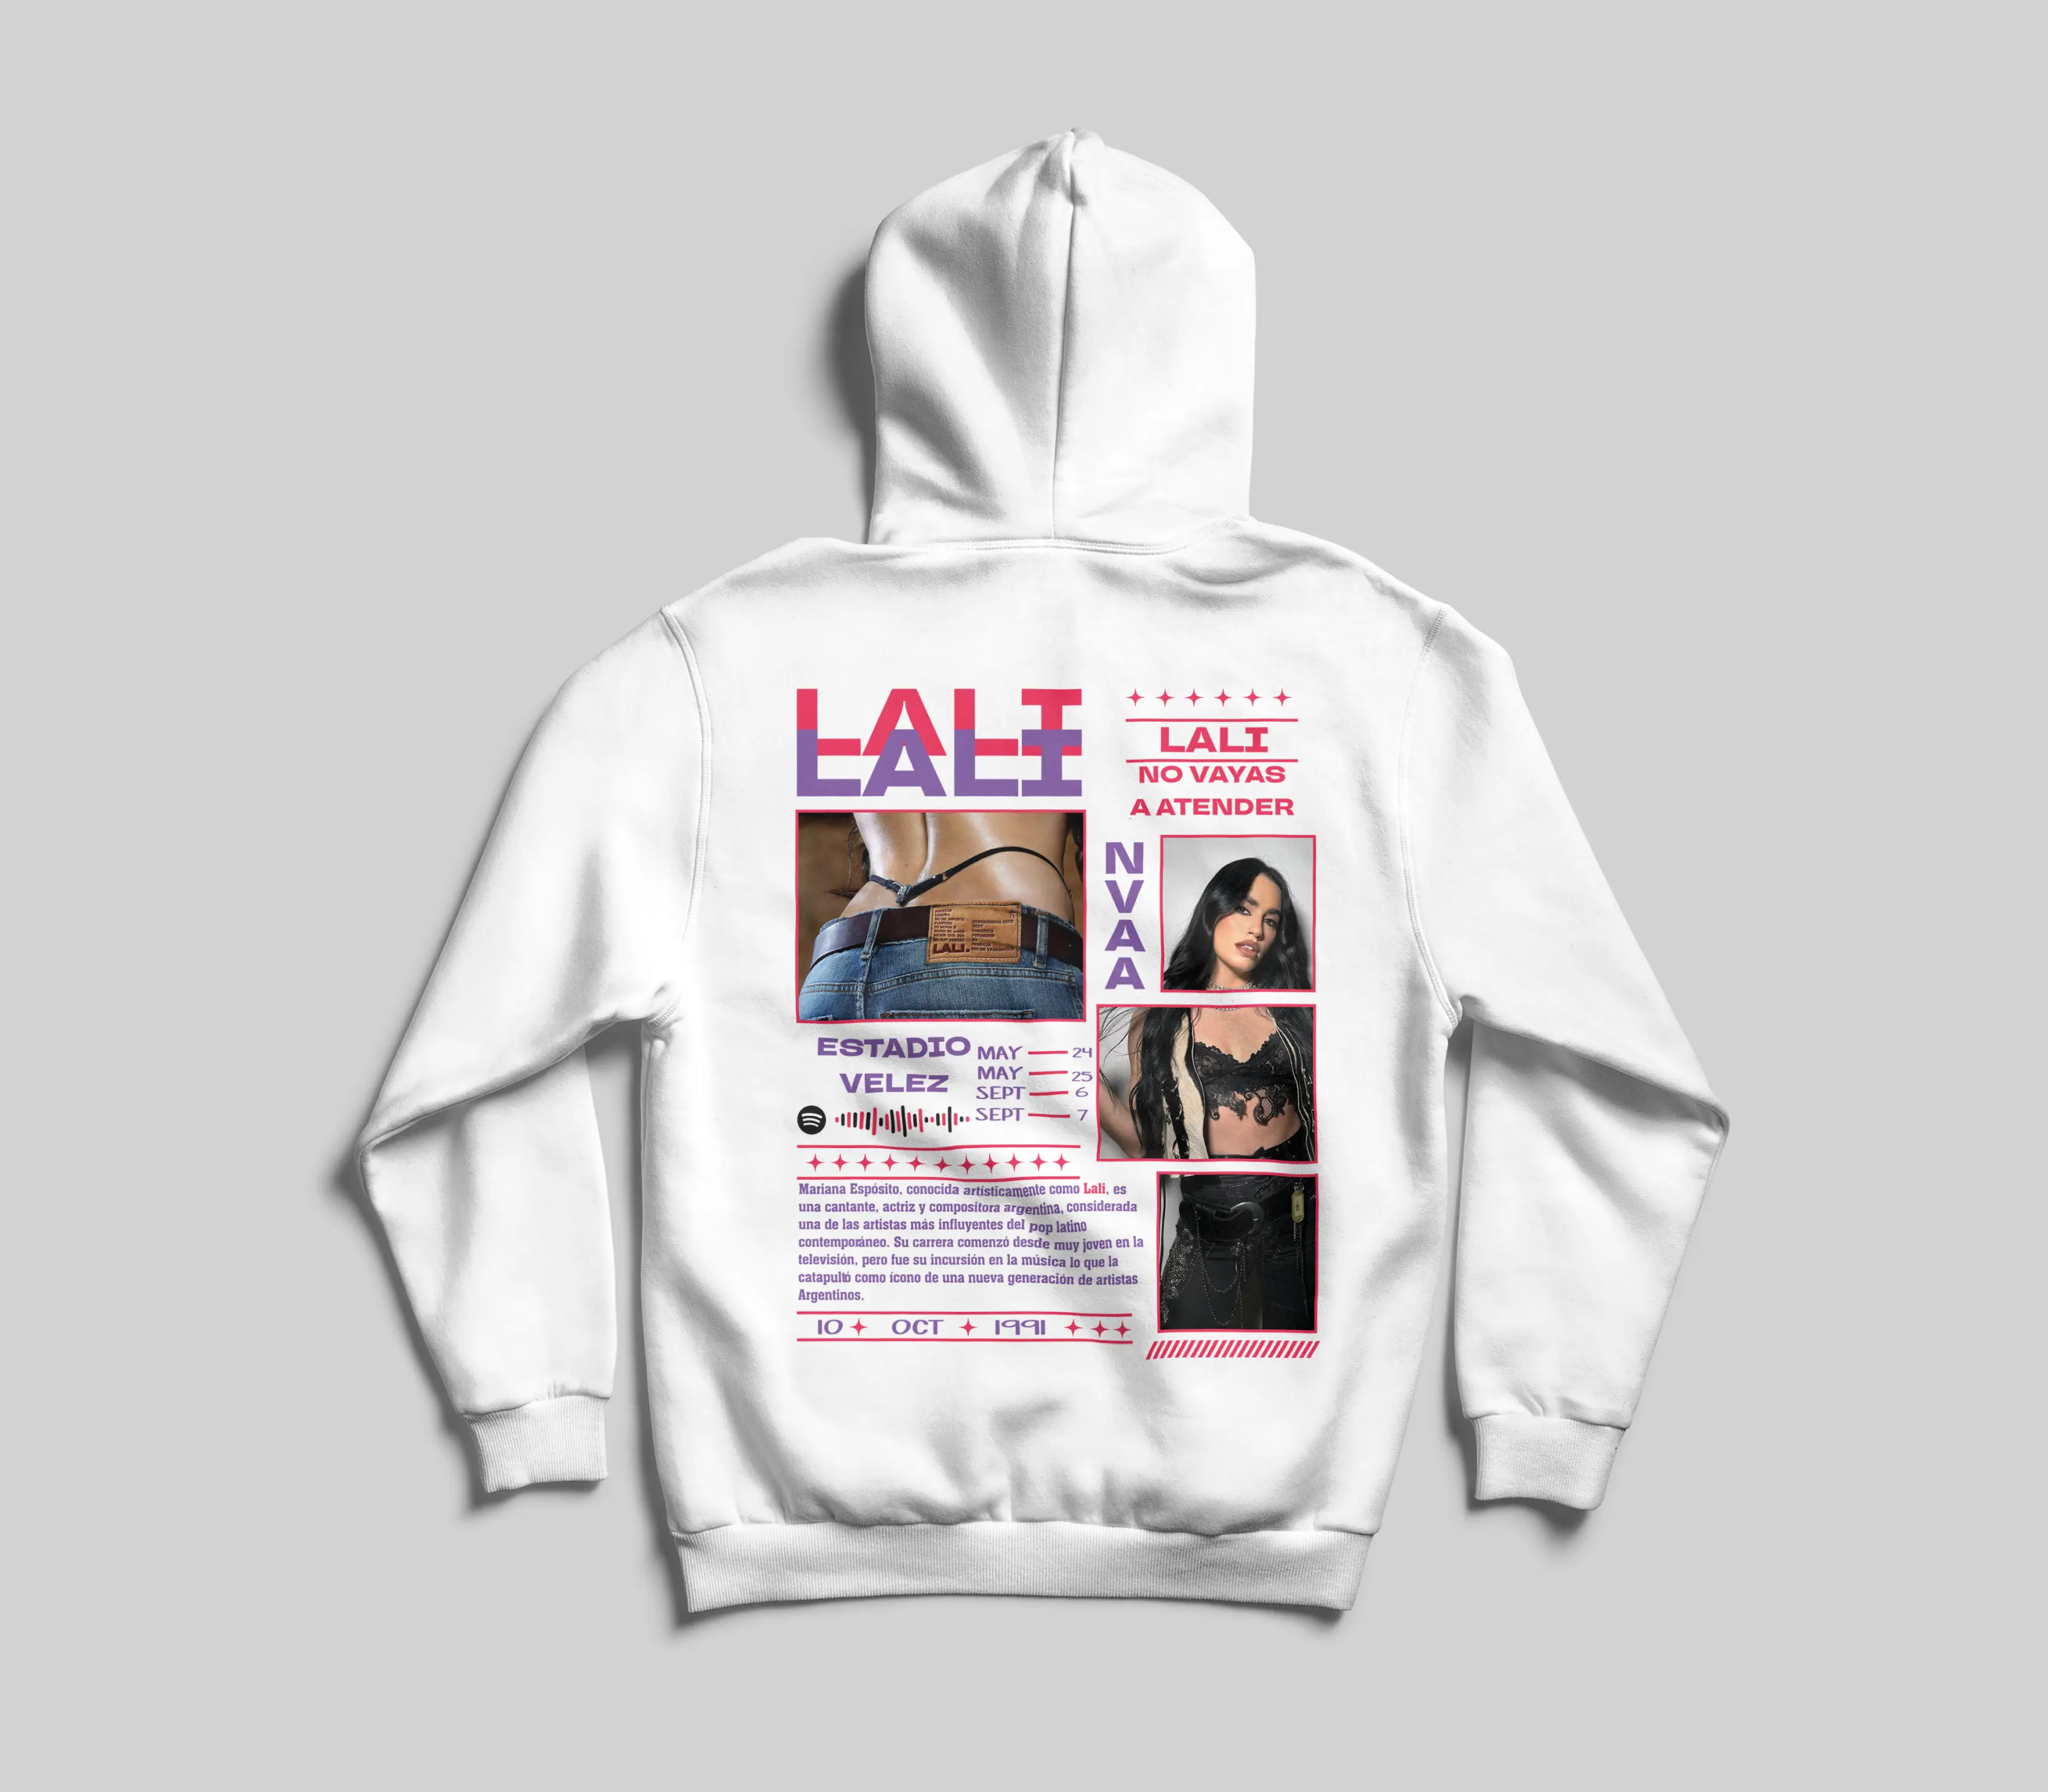 LALI
LALI
LALI
NO VAYAS
A ATENDER
NVAA
LALI.
ESTADIO
VELEZ
MAY 24
MAY 25
SEPT 6
SEPT 7
Mariana Espósito, conocida artísticamente como Lali, es
una cantante, actriz y compositora argentina, considerada
una de las artistas más influyentes del pop latino
contemporáneo. Su carrera comenzó desde muy joven en la
televisión, pero fue su incursión en la música lo que la
catapultó como ícono de una nueva generación de artistas
Argentinos.
10 OCT 1991